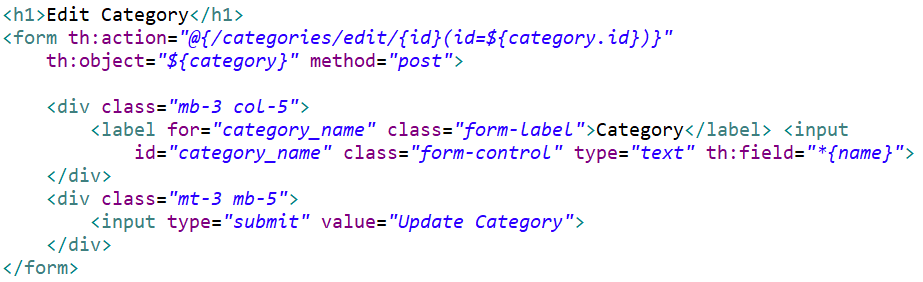 <h1>Edit Category</h1>
<form th:action="@{/categories/edit/{id}(id=${category.id})}"
    th:object="${category}" method="post">

    <div class="mb-3 col-5">
        <label for="category_name" class="form-label">Category</label> <input
            id="category_name" class="form-control" type="text" th:field="*{name}">
    </div>
    <div class="mt-3 mb-5">
        <input type="submit" value="Update Category">
    </div>
</form>